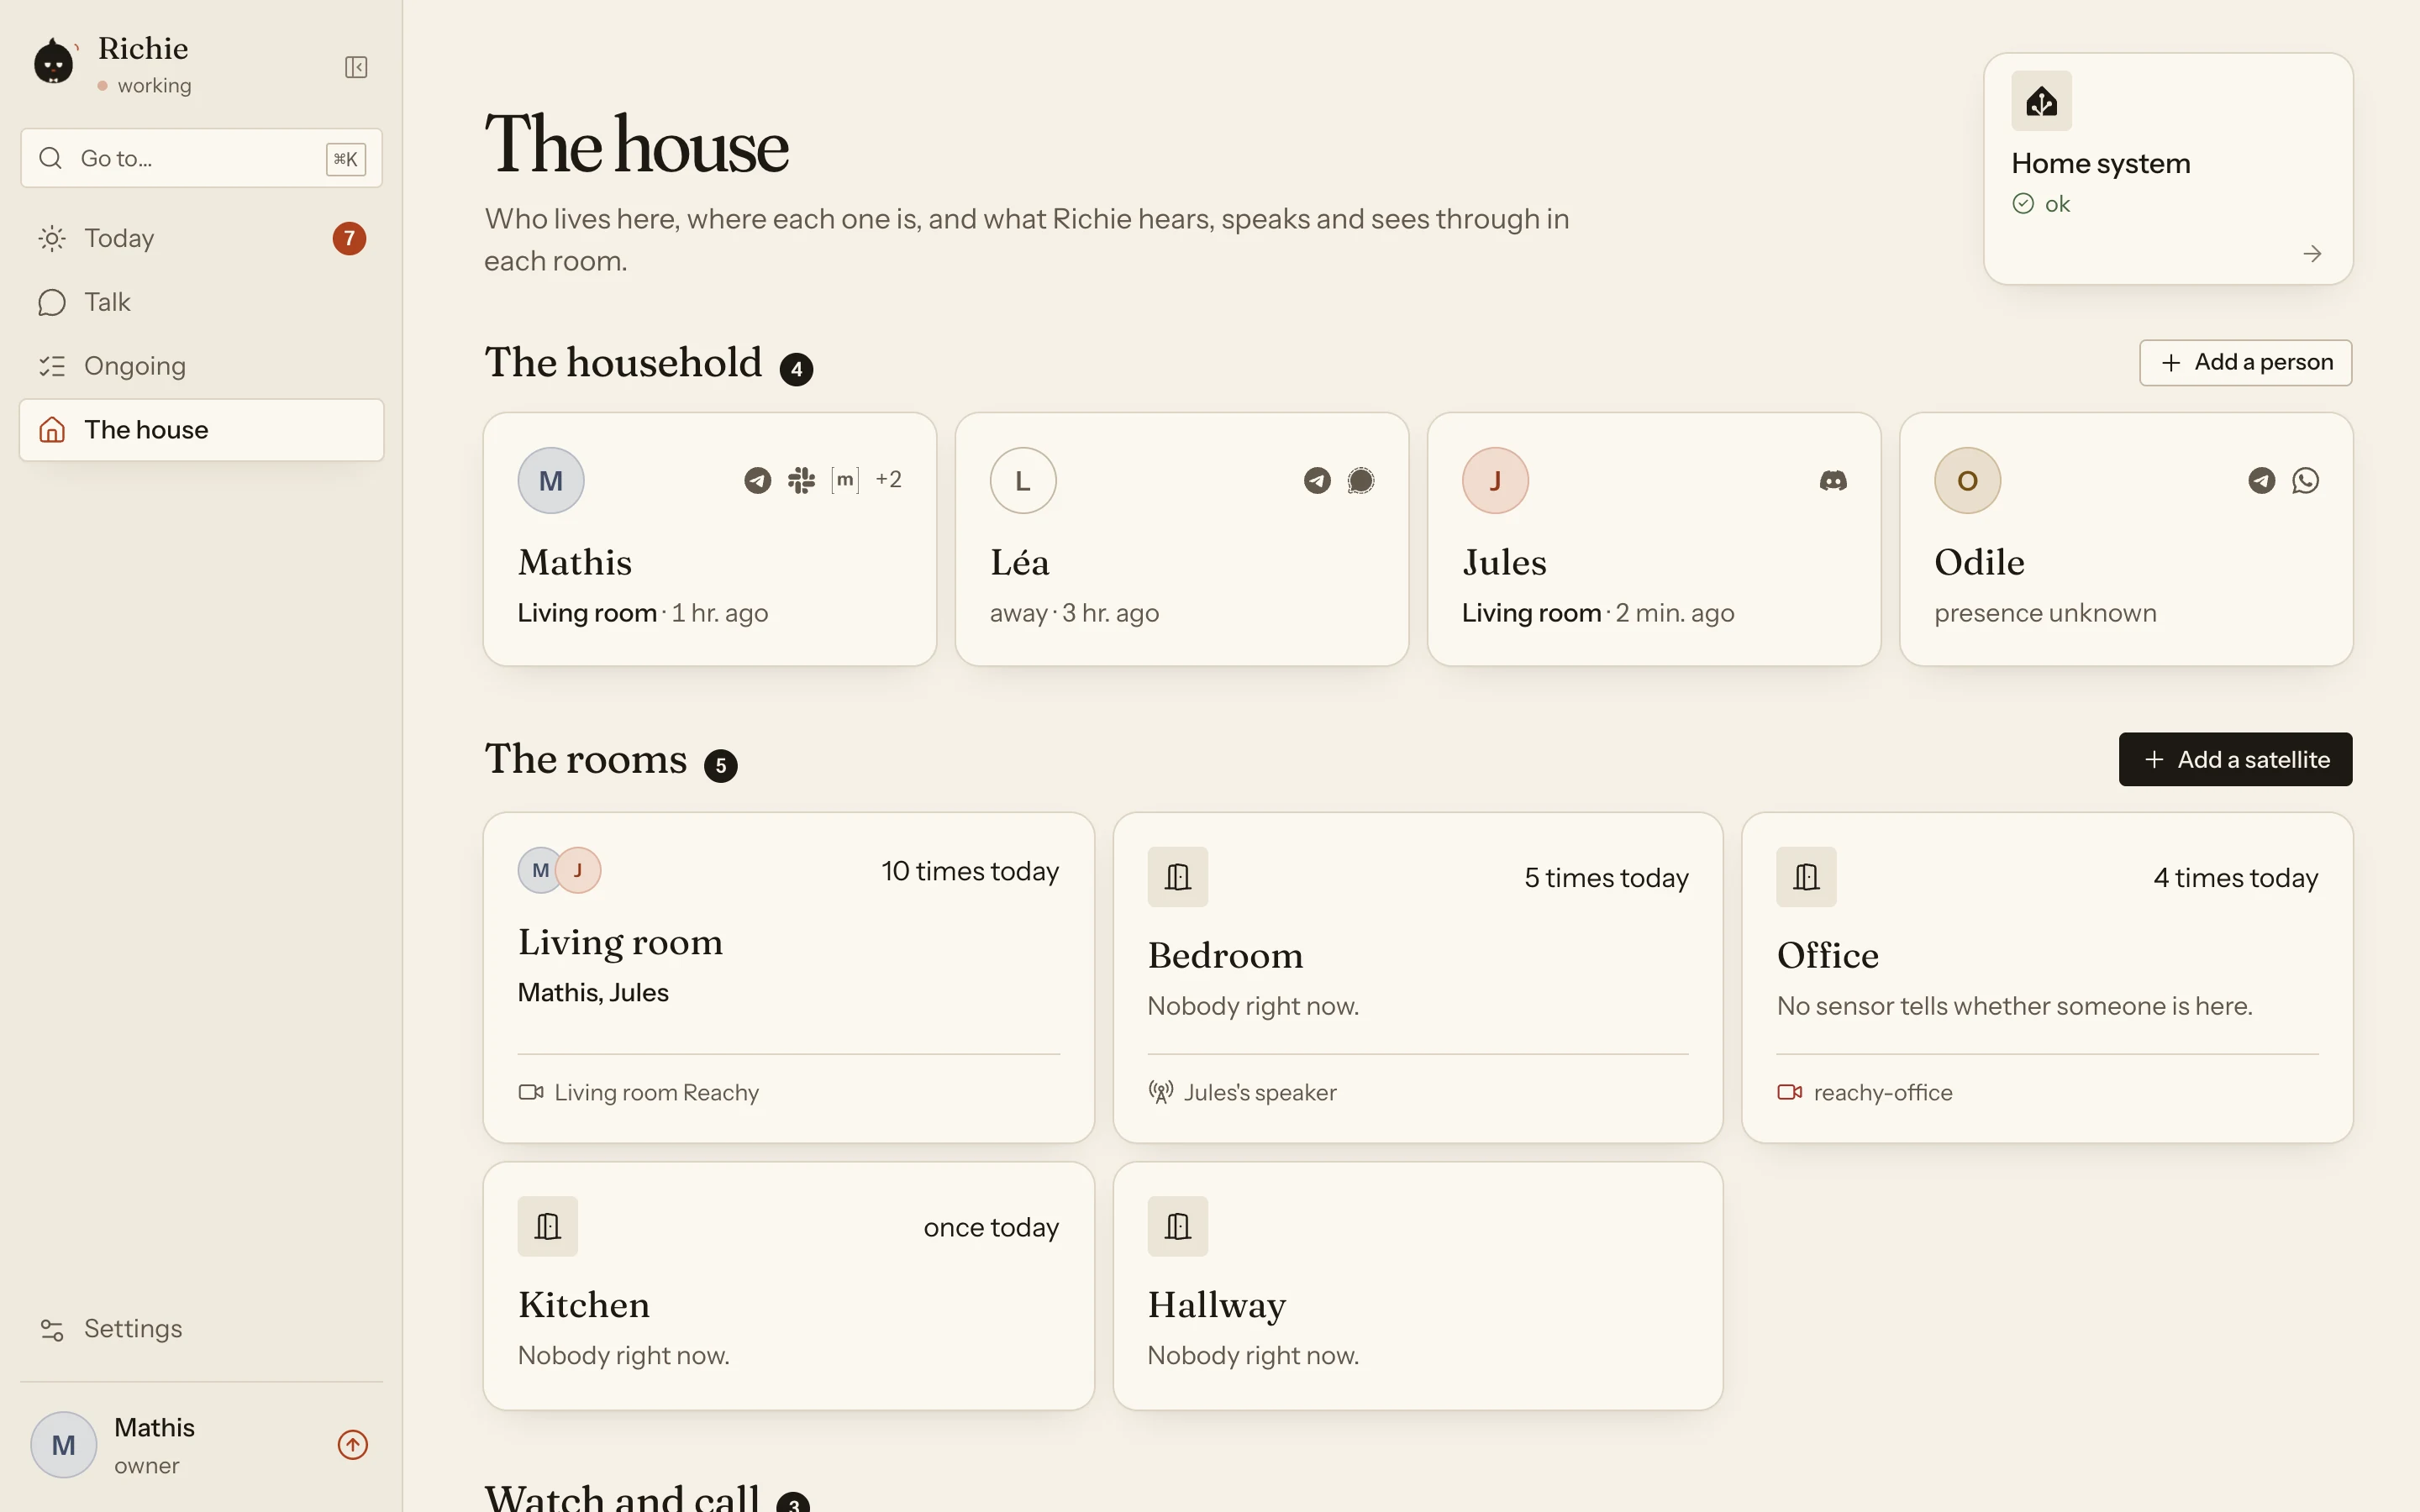 Richie
working
Go to...
⌘K
Today
7
Talk
Ongoing
The house
Settings
M
Mathis
owner
The house
Who lives here, where each one is, and what Richie hears, speaks and sees through in
each room.
Home system
ok
The household 4
Add a person
M
[m] +2
Mathis
Living room · 1 hr. ago
L
Léa
away · 3 hr. ago
J
Jules
Living room · 2 min. ago
O
Odile
presence unknown
The rooms 5
Add a satellite
M J
10 times today
Living room
Mathis, Jules
Living room Reachy
5 times today
Bedroom
Nobody right now.
Jules's speaker
4 times today
Office
No sensor tells whether someone is here.
reachy-office
once today
Kitchen
Nobody right now.
Hallway
Nobody right now.
Watch and call 3